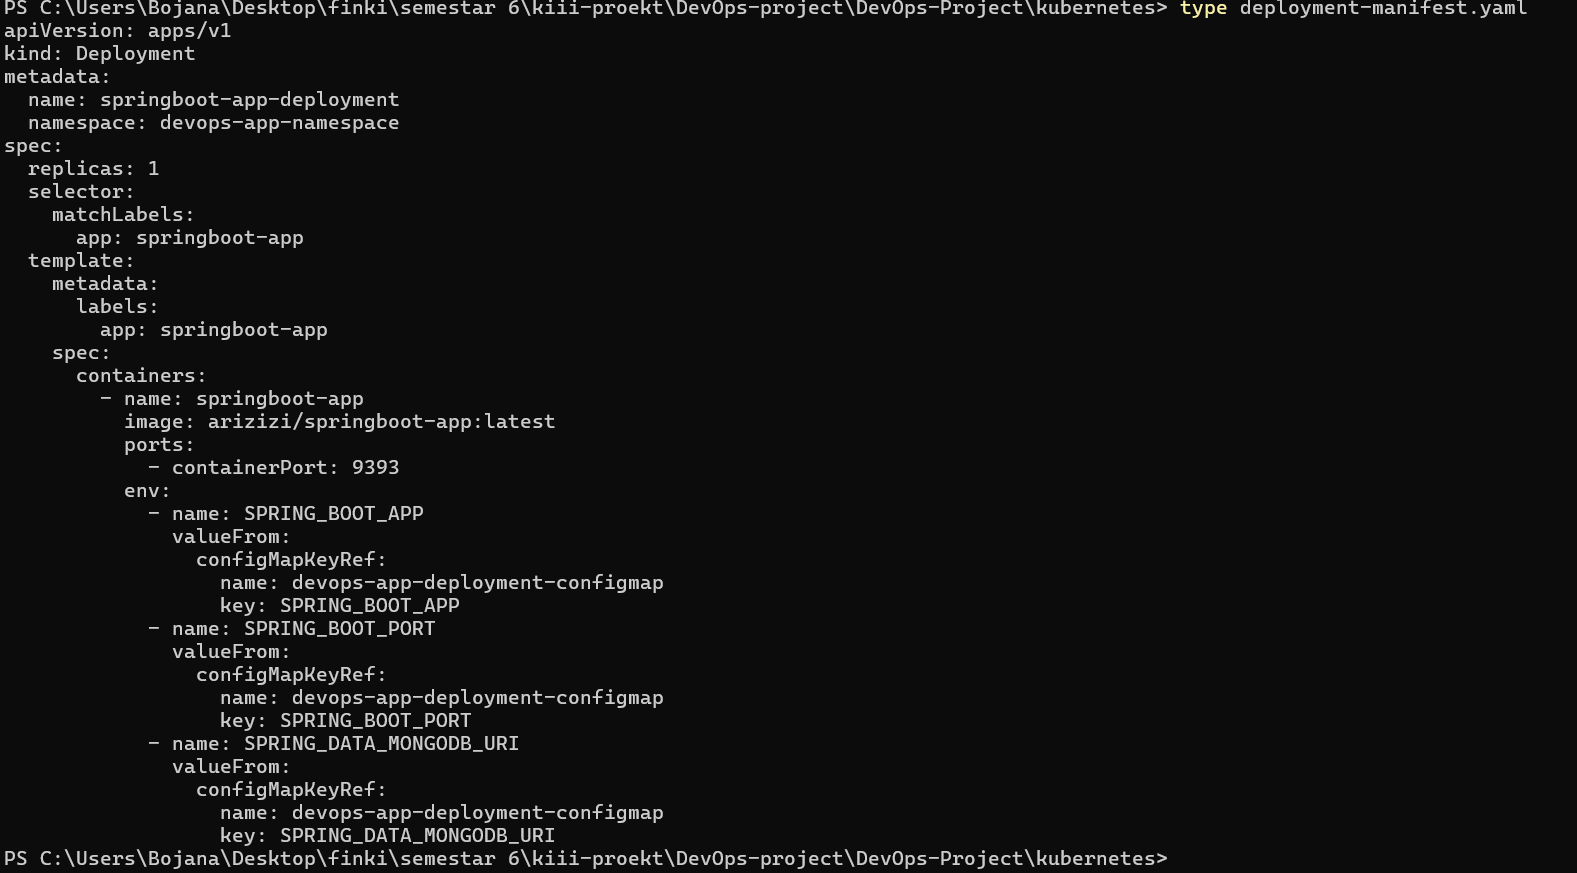 PS C:\Users\Bojana\Desktop\finki\semestar 6\kiii-proekt\DevOps-project\DevOps-Project\kubernetes> type deployment-manifest.yaml
apiVersion: apps/v1
kind: Deployment
metadata:
  name: springboot-app-deployment
  namespace: devops-app-namespace
spec:
  replicas: 1
  selector:
    matchLabels:
      app: springboot-app
  template:
    metadata:
      labels:
        app: springboot-app
    spec:
      containers:
        - name: springboot-app
          image: arizizi/springboot-app:latest
          ports:
            - containerPort: 9393
          env:
            - name: SPRING_BOOT_APP
              valueFrom:
                configMapKeyRef:
                  name: devops-app-deployment-configmap
                  key: SPRING_BOOT_APP
            - name: SPRING_BOOT_PORT
              valueFrom:
                configMapKeyRef:
                  name: devops-app-deployment-configmap
                  key: SPRING_BOOT_PORT
            - name: SPRING_DATA_MONGODB_URI
              valueFrom:
                configMapKeyRef:
                  name: devops-app-deployment-configmap
                  key: SPRING_DATA_MONGODB_URI
PS C:\Users\Bojana\Desktop\finki\semestar 6\kiii-proekt\DevOps-project\DevOps-Project\kubernetes>